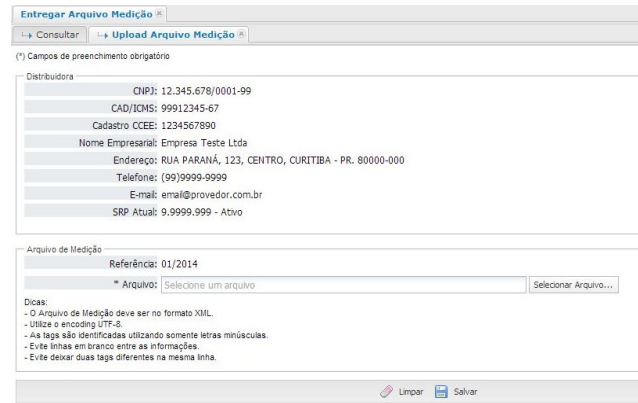 Entregar Arquivo Medição
Consultar Upload Arquivo Medição
(*) Campos de preenchimento obrigatório
Distribuidora
CNPJ: 12.345.678/0001-99
CAD/ICMS: 99912345-67
Cadastro CCEE: 1234567890
Nome Empresarial: Empresa Teste Ltda
Endereço: RUA PARANÁ, 123, CENTRO, CURITIBA - PR. 80000-000
Telefone: (99)9999-9999
E-mail: email@provedor.com.br
SRP Atual: 9.9999.999 - Ativo
Arquivo de Medição
Referência: 01/2014
* Arquivo: Selecione um arquivo Selecionar Arquivo...
Dicas:
- O Arquivo de Medição deve ser no formato XML.
- Utilize o encoding UTF-8.
- As tags são identificadas utilizando somente letras minúsculas.
- Evite linhas em branco entre as informações.
- Evite deixar duas tags diferentes na mesma linha.
Limpar Salvar